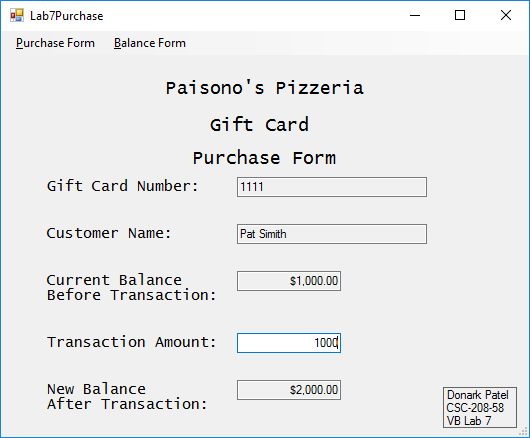 Lab7Purchase
Purchase Form Balance Form
Paisono's Pizzeria
Gift Card
Purchase Form
Gift Card Number: 1111
Customer Name: Pat Simith
Current Balance
Before Transaction: $1,000.00
Transaction Amount: 1000
New Balance
After Transaction: $2,000.00
Donark Patel
CSC-208-58
VB Lab 7